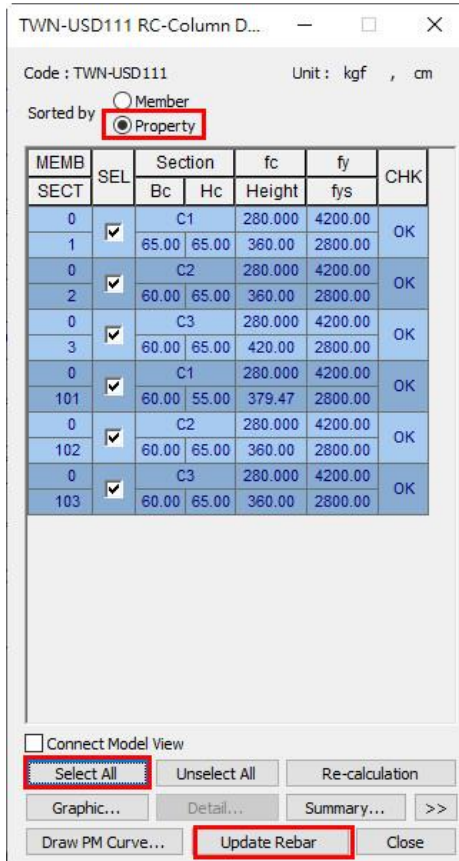 TWN-USD111 RC-Column D...
Code : TWN-USD111 Unit : kgf , cm
Sorted by Member
Property
MEMB SEL Section fc fy CHK
SECT Bc Hc Height fys
0 C1 280.000 4200.00 OK
1 65.00 65.00 360.00 2800.00
0 C2 280.000 4200.00 OK
2 60.00 65.00 360.00 2800.00
0 C3 280.000 4200.00 OK
3 60.00 65.00 420.00 2800.00
0 C1 280.000 4200.00 OK
101 60.00 55.00 379.47 2800.00
0 C2 280.000 4200.00 OK
102 60.00 65.00 360.00 2800.00
0 C3 280.000 4200.00 OK
103 60.00 65.00 360.00 2800.00
Connect Model View
Select All Unselect All Re-calculation
Graphic... Detail... Summary... >>
Draw PM Curve... Update Rebar Close